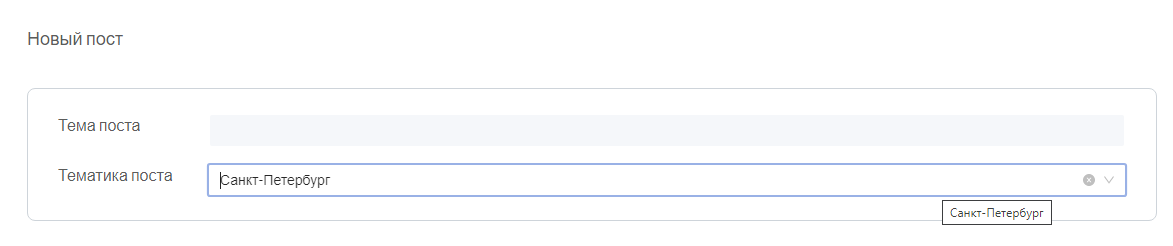 Новый пост
Тема поста
Тематика поста
Санкт-Петербург
Санкт-Петербург